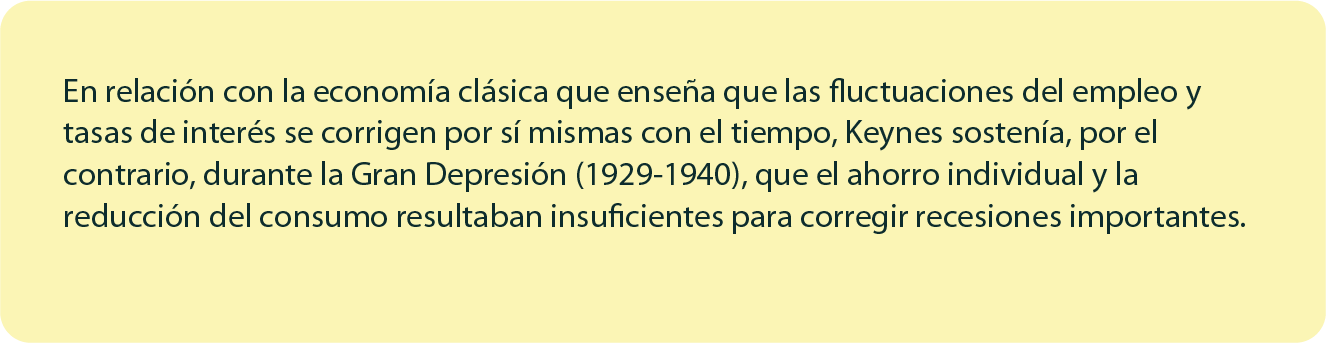 En relación con la economía clásica que enseña que las fluctuaciones del empleo y
tasas de interés se corrigen por sí mismas con el tiempo, Keynes sostenía, por el
contrario, durante la Gran Depresión (1929-1940), que el ahorro individual y la
reducción del consumo resultaban insuficientes para corregir recesiones importantes.